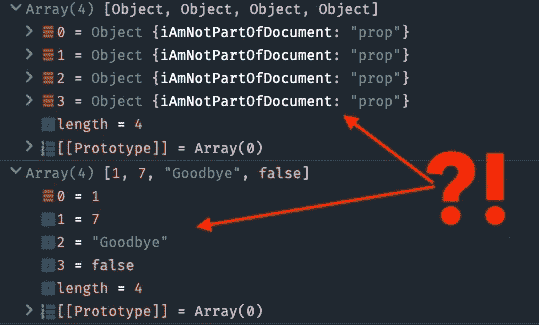 Array(4) [Object, Object, Object, Object]
0 = Object {iAmNotPartOfDocument: "prop"}
1 = Object {iAmNotPartOfDocument: "prop"}
2 = Object {iAmNotPartOfDocument: "prop"}
3 = Object {iAmNotPartOfDocument: "prop"}
length = 4
[[Prototype]] = Array(0)
?!
Array(4) [1, 7, "Goodbye", false]
0 = 1
1 = 7
2 = "Goodbye"
3 = false
length = 4
[[Prototype]] = Array(0)